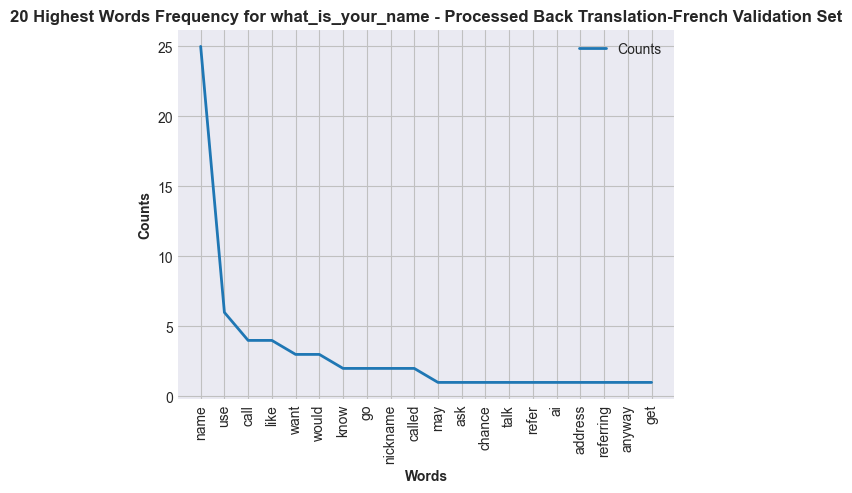 20 Highest Words Frequency for what_is_your_name - Processed Back Translation-French Validation Set
Counts
25
20
15
10
5
0
Counts
name
use
call
like
want
would
know
go
nickname
called
may
ask
chance
talk
refer
ai
address
referring
anyway
get
Words